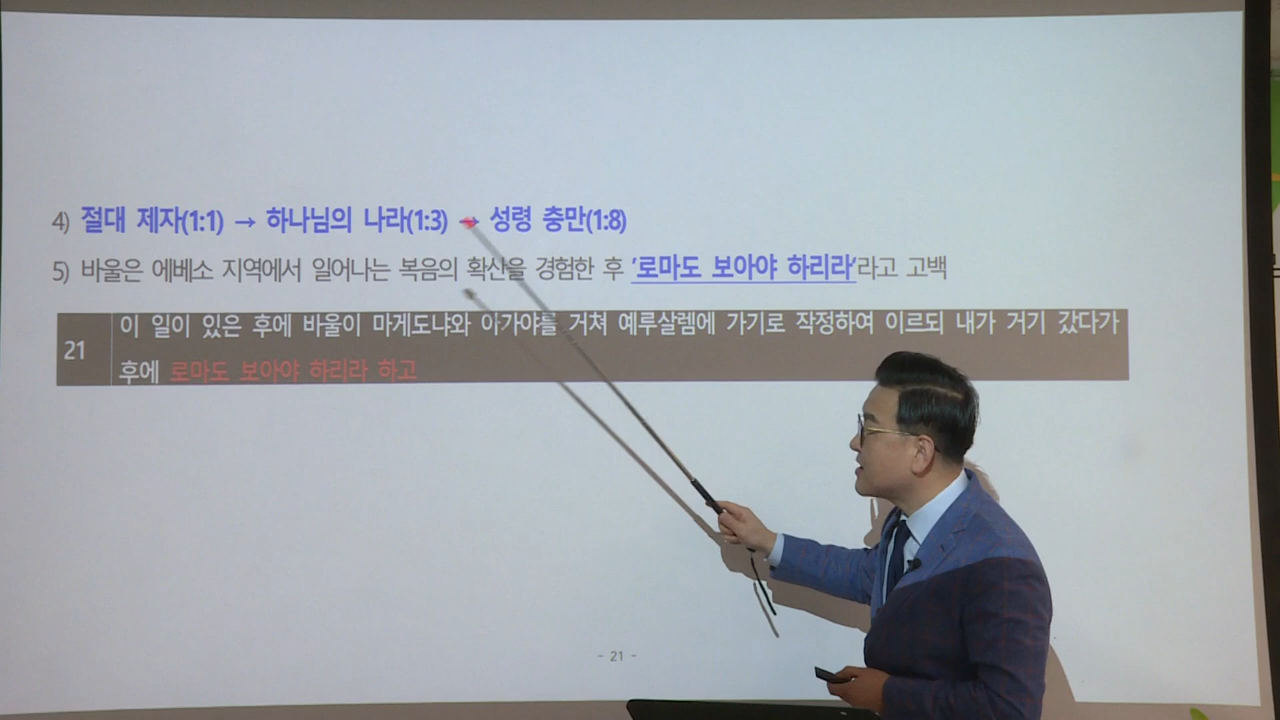 4) 절대 제자(1:1) → 하나님의 나라(1:3) → 성령 충만(1:8)
5) 바울은 에베소 지역에서 일어나는 복음의 확산을 경험한 후 '로마도 보아야 하리라'라고 고백
21 이 일이 있은 후에 바울이 마게도냐와 아가야를 거쳐 예루살렘에 가기로 작정하여 이르되 내가 거기 갔다가
후에 로마도 보아야 하리라 하고
- 21 -